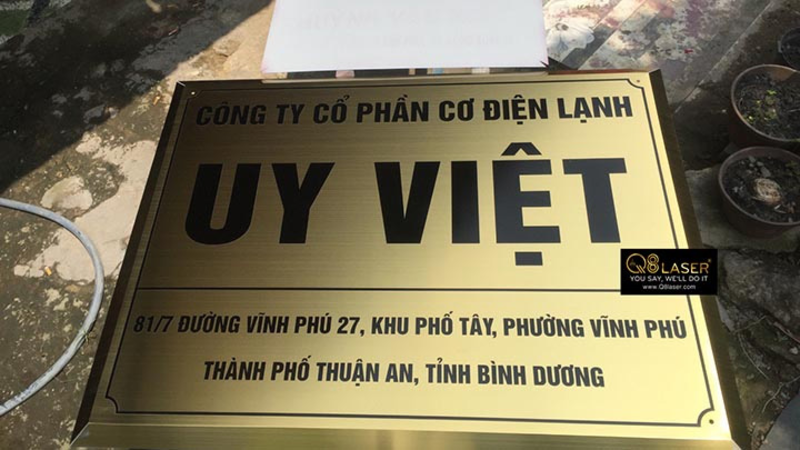 CÔNG TY CỔ PHẦN CƠ ĐIỆN LẠNH
UY VIỆT
81/7 ĐƯỜNG VĨNH PHÚ 27, KHU PHỐ TÂY, PHƯỜNG VĨNH PHÚ
THÀNH PHỐ THUẬN AN, TỈNH BÌNH DƯƠNG
Q8LASER
YOU SAY, WE'LL DO IT
www.Q8laser.com